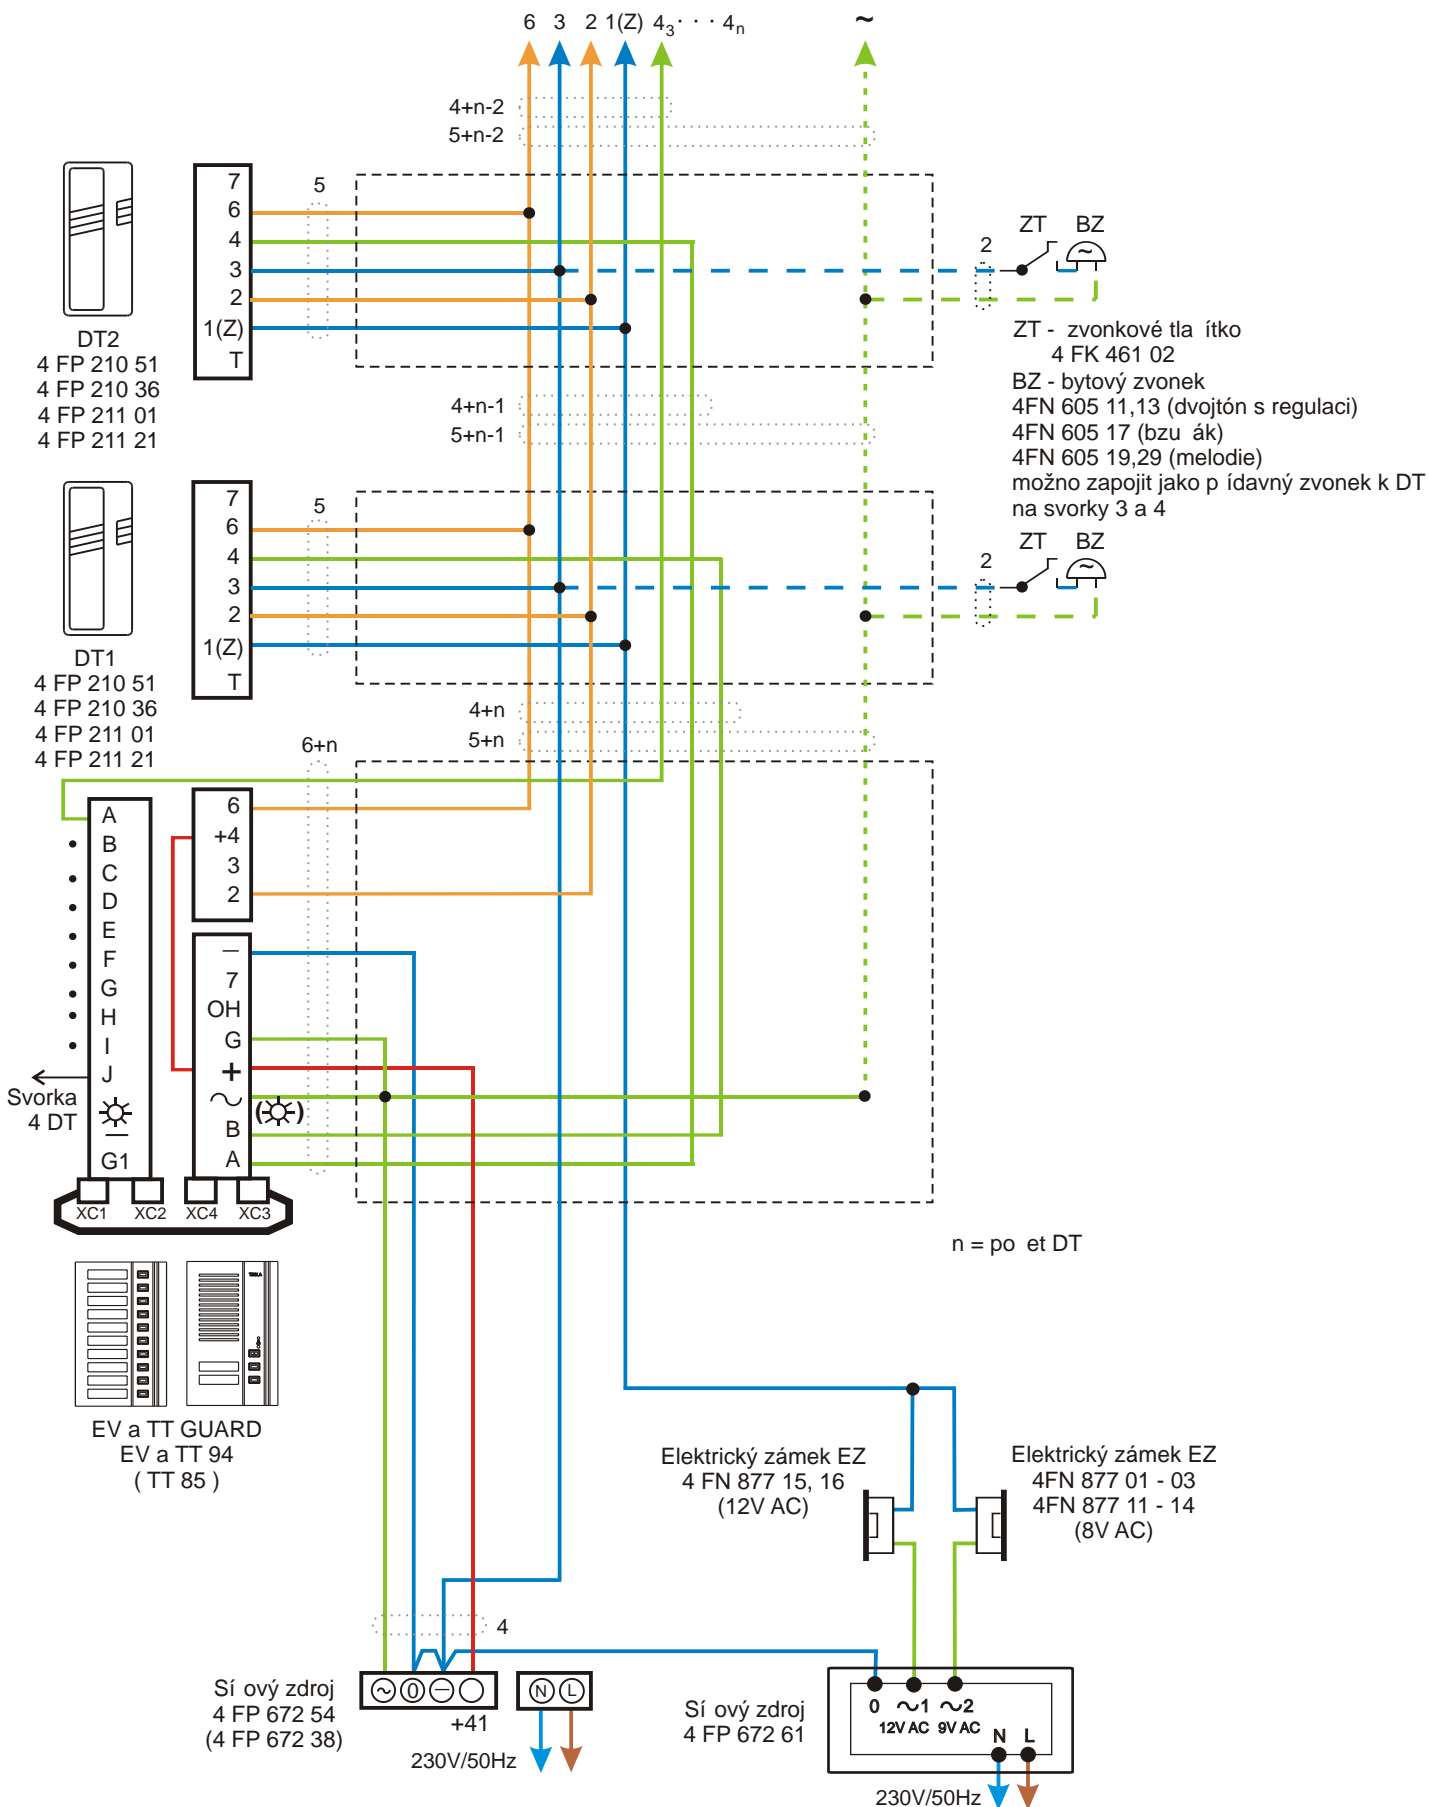 6 3 2 1(Z) 43 · · · 4n ~
4+n-2
5+n-2
7
6
4
3
2
1(Z)
T
5
DT2
4 FP 210 51
4 FP 210 36
4 FP 211 01
4 FP 211 21
2
ZT BZ
~
ZT - zvonkové tla ítko
4 FK 461 02
BZ - bytový zvonek
4FN 605 11,13 (dvojtón s regulaci)
4FN 605 17 (bzu ák)
4FN 605 19,29 (melodie)
možno zapojit jako p ídavný zvonek k DT
na svorky 3 a 4
4+n-1
5+n-1
7
6
4
3
2
1(Z)
T
5
DT1
4 FP 210 51
4 FP 210 36
4 FP 211 01
4 FP 211 21
2
ZT BZ
~
4+n
5+n
6+n
A
B
C
D
E
F
G
H
I
J
—
G1
Svorka
4 DT
6
+4
3
2
—
7
OH
G
+
~
B
A
( )
XC1 XC2 XC4 XC3
TESLA
n = po et DT
EV a TT GUARD
EV a TT 94
( TT 85 )
Elektrický zámek EZ
4 FN 877 15, 16
(12V AC)
Elektrický zámek EZ
4FN 877 01 - 03
4FN 877 11 - 14
(8V AC)
4
Sí ový zdroj
4 FP 672 54
(4 FP 672 38)
~ 0 —
+41
N L
230V/50Hz
Sí ový zdroj
4 FP 672 61
0 ~1 ~2
12V AC 9V AC
N L
230V/50Hz